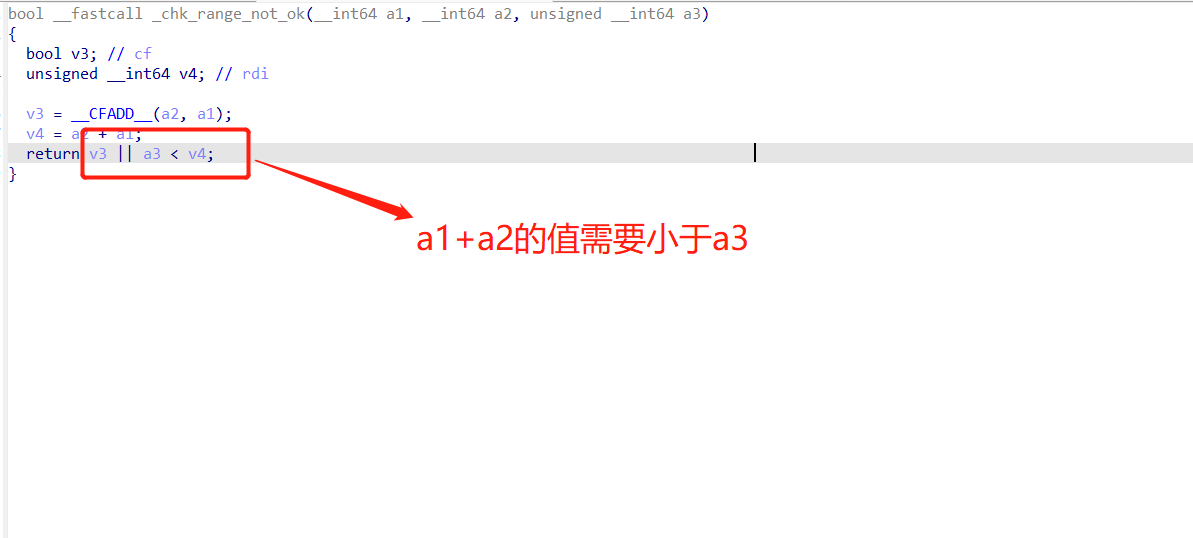 bool __fastcall _chk_range_not_ok(__int64 a1, __int64 a2, unsigned __int64 a3)
{
bool v3; // cf
unsigned __int64 v4; // rdi
v3 = __CFADD__(a2, a1);
v4 = a2 + a1;
return v3 || a3 < v4;
}
a1+a2的值需要小于a3